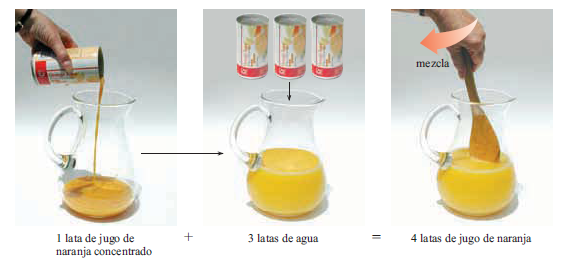 mezcla
1 lata de jugo de
naranja concentrado
+
3 latas de agua
=
4 latas de jugo de naranja